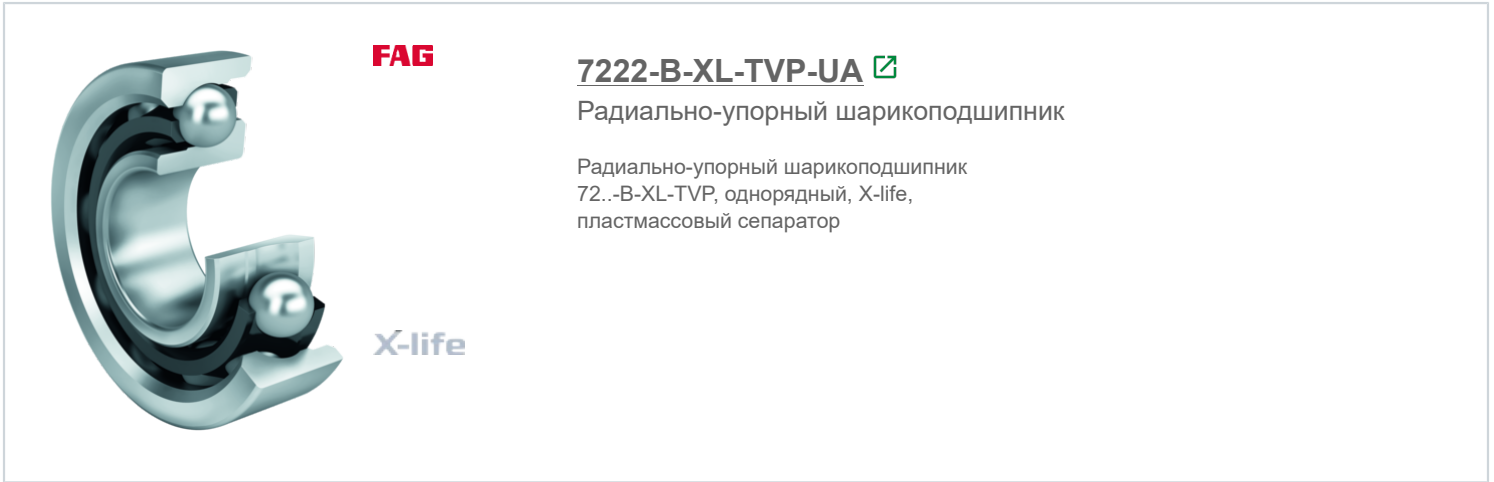 FAG
7222-B-XL-TVP-UA
Радиально-упорный шарикоподшипник
Радиально-упорный шарикоподшипник
72..-B-XL-TVP, однорядный, X-life,
пластмассовый сепаратор
X-life